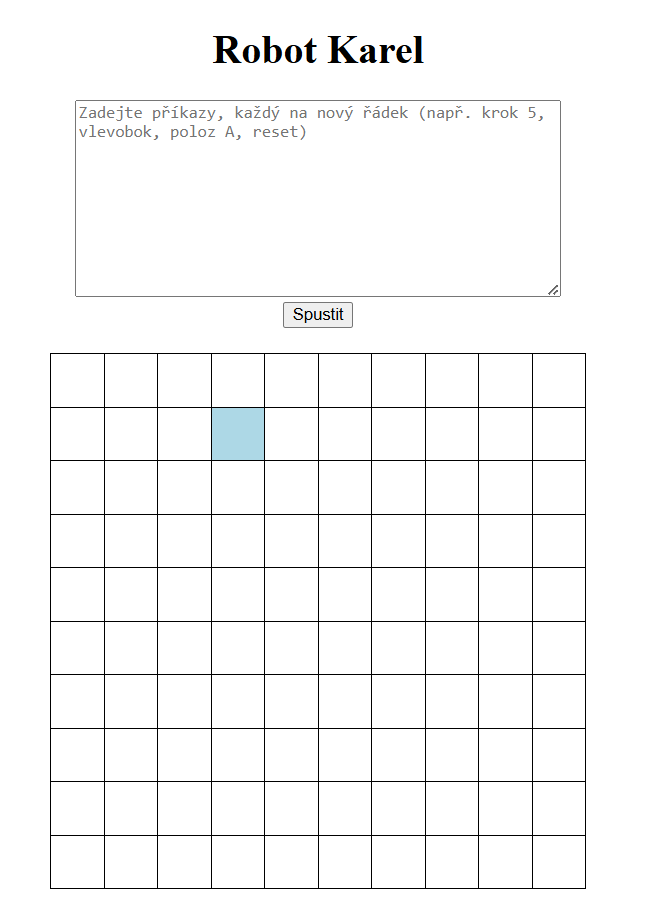 Robot Karel
Zadejte příkazy, každý na nový řádek (např. krok 5,
vlevobok, poloz A, reset)
Spustit